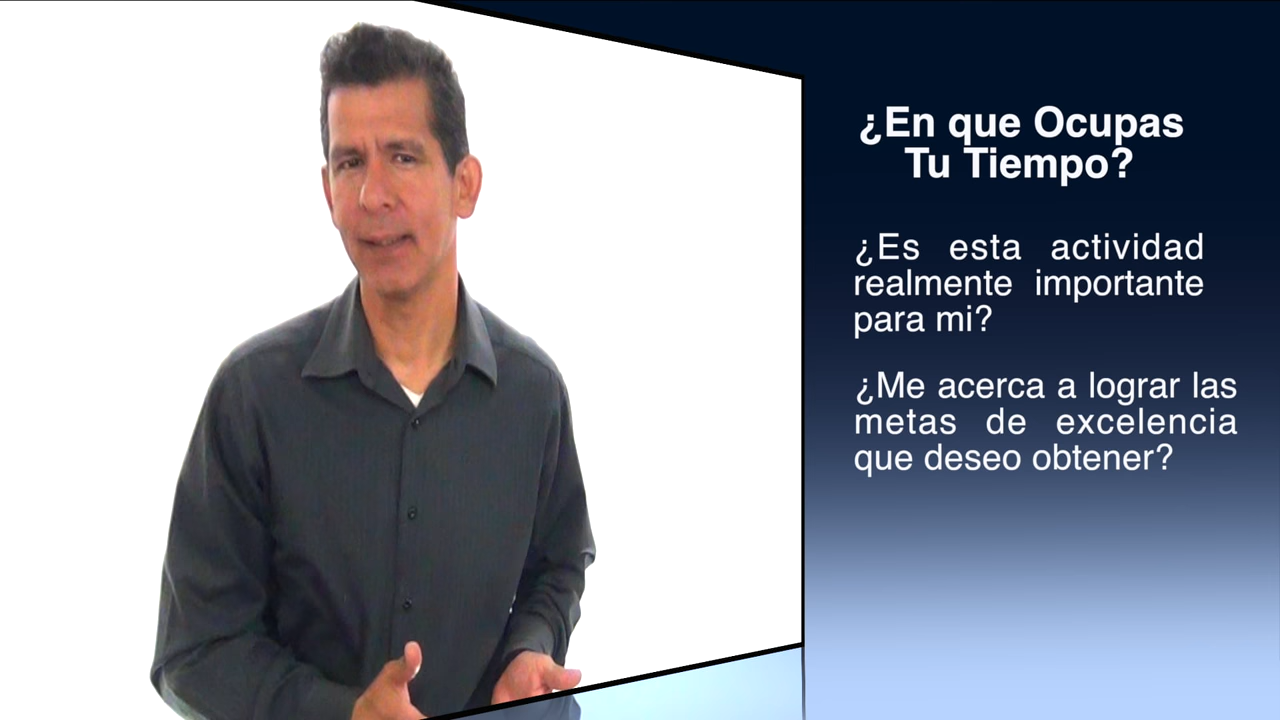 ¿En que Ocupas
Tu Tiempo?
¿Es esta actividad
realmente importante
para mi?
¿Me acerca a lograr las
metas de excelencia
que deseo obtener?